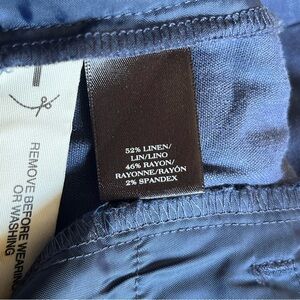 52% LINEN/
LIN/LINO
46% RAYON/
RAYONNE/RAYÓN
2% SPANDEX
REMOVE BEFORE WEARING
OR WASHING